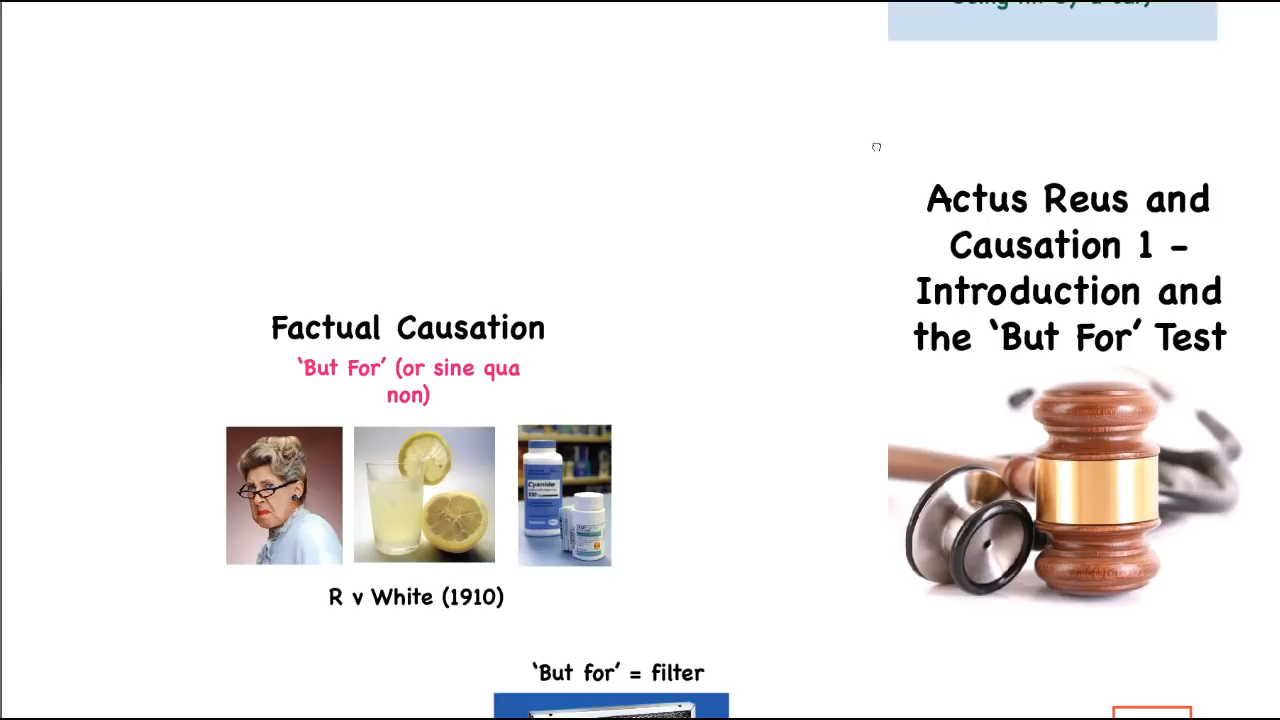 Actus Reus and
Causation 1 -
Introduction and
the ‘But For’ Test
Factual Causation
‘But For’ (or sine qua
non)
Cyanide
R v White (1910)
‘But for’ = filter